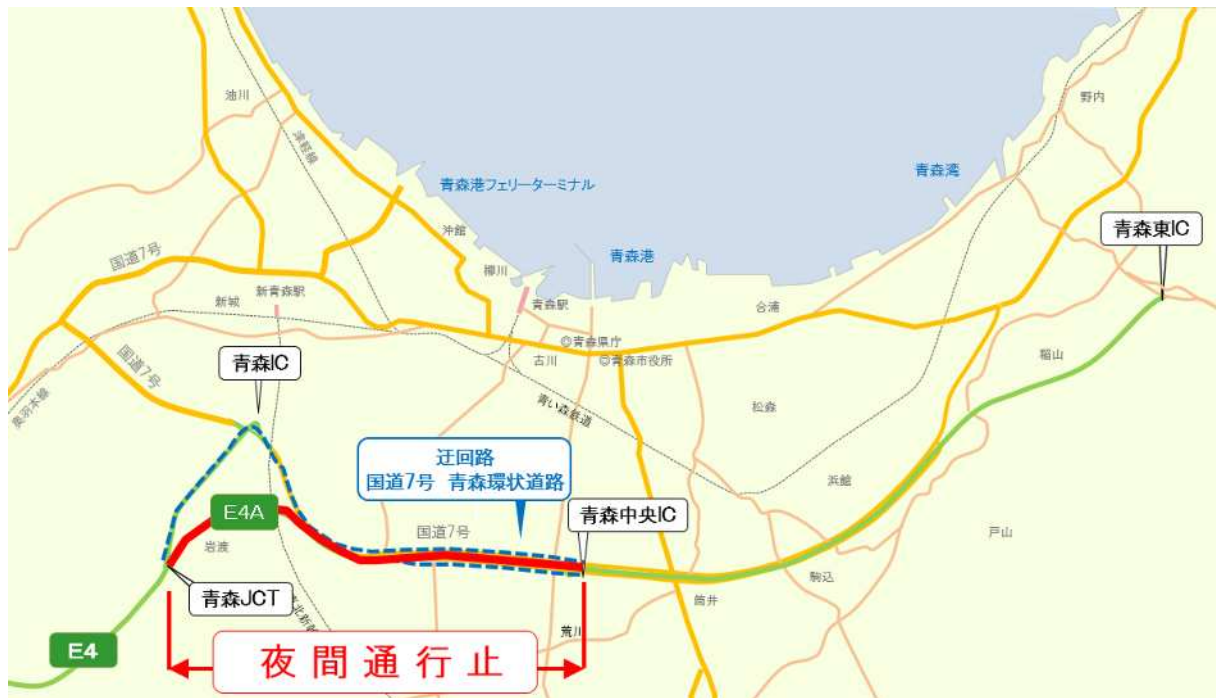 油川
野内
津軽線
青森湾
青森港フェリーターミナル
青森東IC
沖館
国道7号
青森港
柳川
新青森駅
新城
青森駅
合浦
◎青森県庁
古川
◎青森市役所
稲山
国道7号
青森IC
奥羽本線
青い森鉄道
松森
迂回路
国道7号 青森環状道路
浜館
E4A
青森中央IC
国道7号
戸山
岩渡
駒込
青森JCT
筒井
荒川
E4
夜間通行止